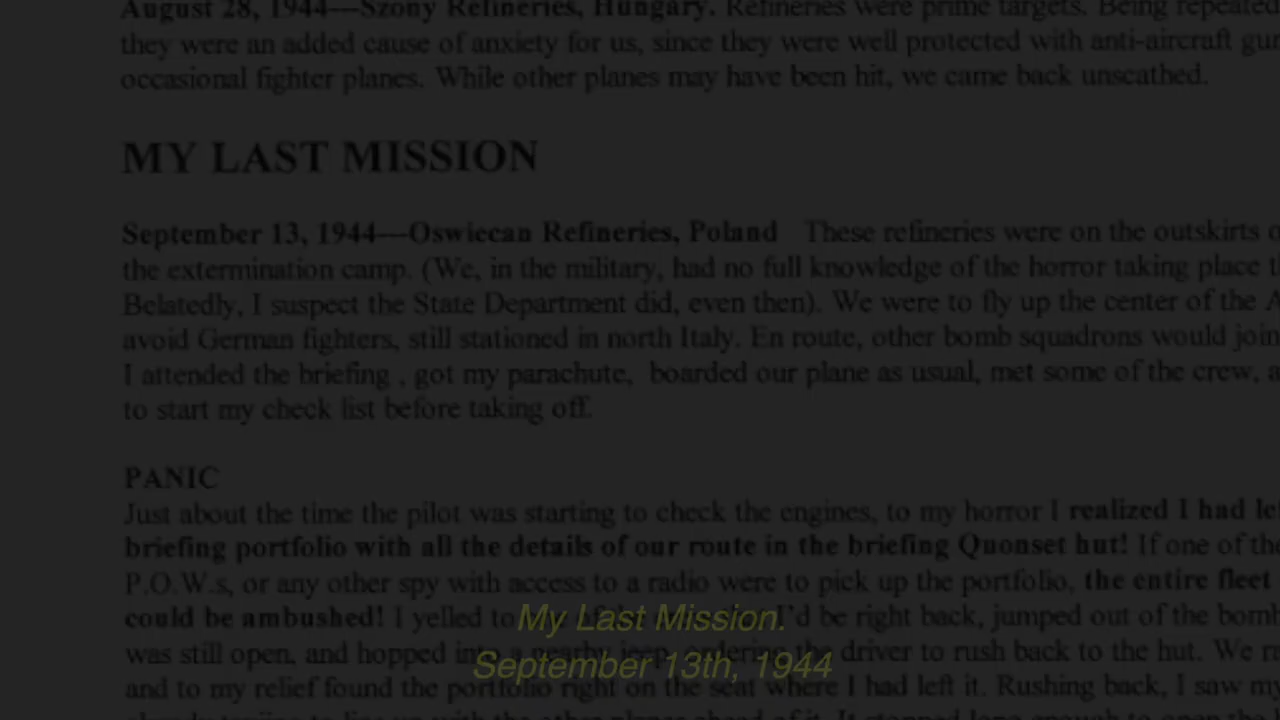 August 28, 1944—Szony Refineries, Hungary. Refineries were prime targets. Being repeated
they were an added cause of anxiety for us, since they were well protected with anti-aircraft
occasional fighter planes. While other planes may have been hit, we came back unscathed.
MY LAST MISSION
September 13, 1944—Oswiecan Refineries, Poland These refineries were on the outskirts
the extermination camp. (We, in the military, had no full knowledge of the horror taking place
Belatedly, I suspect the State Department did, even then). We were to fly up the center of the A
avoid German fighters, still stationed in north Italy. En route, other bomb squadrons would join
I attended the briefing , got my parachute, boarded our plane as usual, met some of the crew,
to start my check list before taking off.
PANIC
Just about the time the pilot was starting to check the engines, to my horror I realized I had
briefing portfolio with all the details of our route in the briefing Quonset hut! If one of the
P.O.W.s, or any other spy with access to a radio were to pick up the portfolio, the entire fleet
could be ambushed! I yelled to I'd be right back, jumped out of the bomb
was still open, and hopped into a nearby jeep, ordering the driver to rush back to the hut. We
and to my relief found the portfolio right on the seat where I had left it. Rushing back, I saw my
My Last Mission.
September 13th, 1944